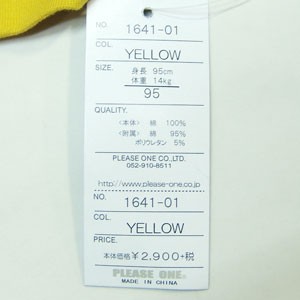 NO. 1641-01
COL. YELLOW
SIZE. 身長 95cm
体重 14kg
95
QUALITY.
<本体> 綿 100%
<附属> 綿 95%
ポリウレタン 5%
PLEASE ONE CO.,LTD.
052-910-8511
http://www.please-one.co.jp
NO. 1641-01
COL. YELLOW
PRICE.
本体価格 ¥2,900+税
PLEASE ONE.
MADE IN CHINA